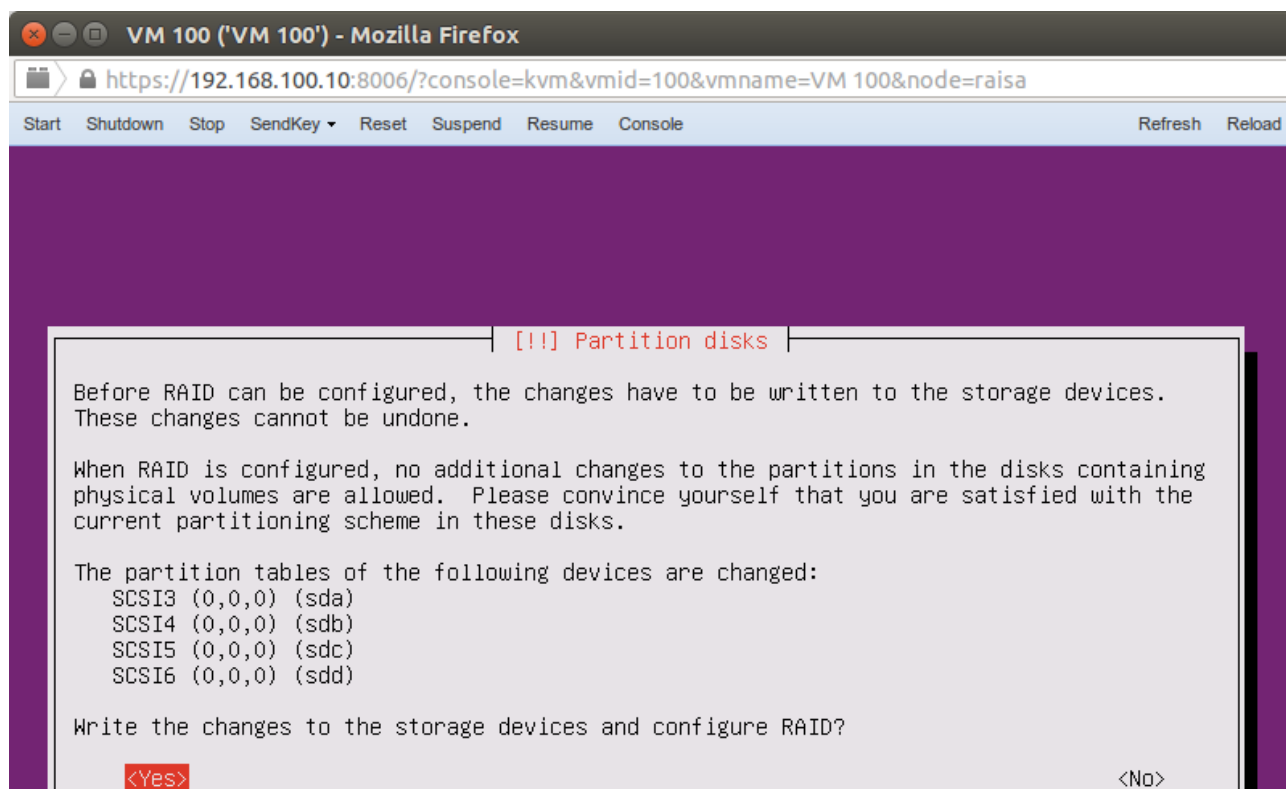 VM 100 ('VM 100') - Mozilla Firefox
https://192.168.100.10:8006/?console=kvm&vmid=100&vmname=VM 100&node=raisa
Start Shutdown Stop SendKey Reset Suspend Resume Console Refresh Reload
[!!] Partition disks
Before RAID can be configured, the changes have to be written to the storage devices.
These changes cannot be undone.
When RAID is configured, no additional changes to the partitions in the disks containing
physical volumes are allowed.  Please convince yourself that you are satisfied with the
current partitioning scheme in these disks.
The partition tables of the following devices are changed:
SCSI3 (0,0,0) (sda)
SCSI4 (0,0,0) (sdb)
SCSI5 (0,0,0) (sdc)
SCSI6 (0,0,0) (sdd)
Write the changes to the storage devices and configure RAID?
<Yes> <No>